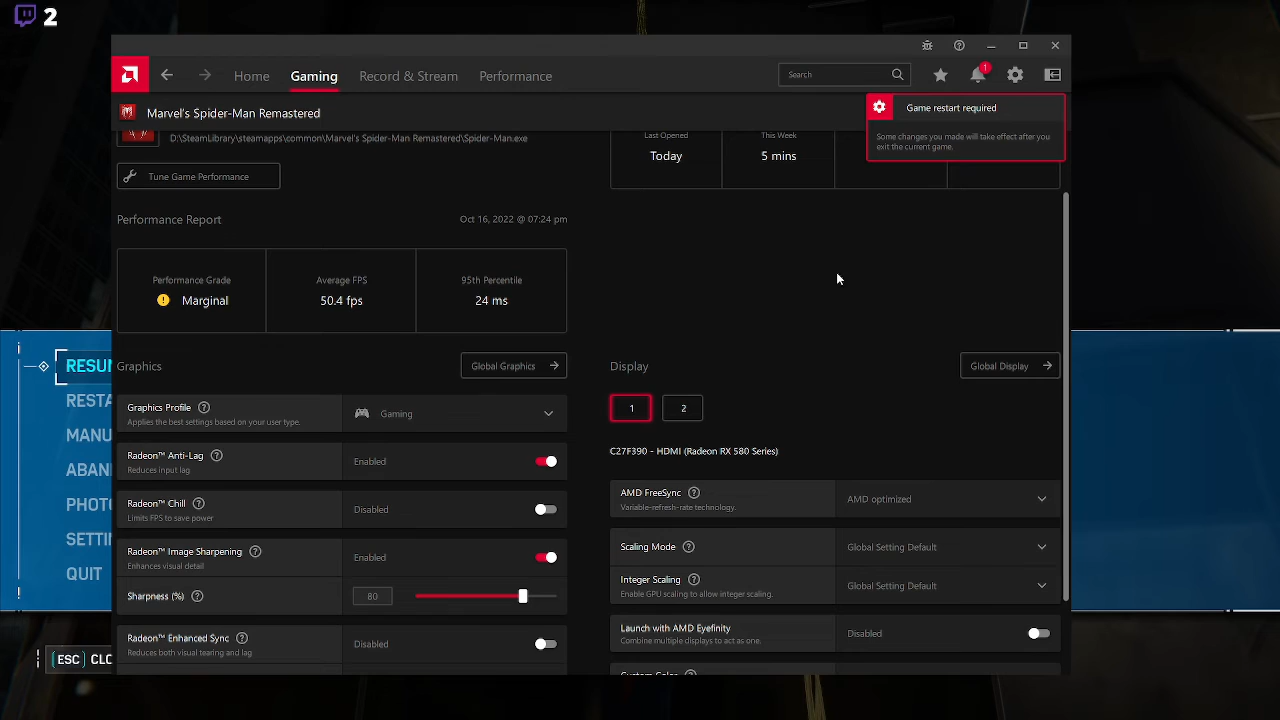 2
Home
Gaming
Record & Stream
Performance
Search
1
Marvel's Spider-Man Remastered
Game restart required
Some changes you made will take effect after you
exit the current game.
D:\SteamLibrary\steamapps\common\Marvel's Spider-Man Remastered\Spider-Man.exe
Last Opened
Today
This Week
5 mins
Tune Game Performance
Performance Report
Oct 16, 2022 @ 07:24 pm
Performance Grade
Marginal
Average FPS
50.4 fps
95th Percentile
24 ms
Graphics
Global Graphics
Graphics Profile
Applies the best settings based on your user type.
Gaming
Radeon™ Anti-Lag
Reduces input lag
Enabled
Radeon™ Chill
Limits FPS to save power
Disabled
Radeon™ Image Sharpening
Enhances visual detail
Enabled
Sharpness (%)
80
Radeon™ Enhanced Sync
Reduces both visual tearing and lag
Disabled
Display
Global Display
1
2
C27F390 - HDMI (Radeon RX 580 Series)
AMD FreeSync
Variable-refresh-rate technology.
AMD optimized
Scaling Mode
Global Setting Default
Integer Scaling
Enable GPU scaling to allow integer scaling.
Global Setting Default
Launch with AMD Eyefinity
Combine multiple displays to act as one.
Disabled
Custom Color
RESUM
RESTA
MANU
ABAN
PHOTO
SETTIN
QUIT
ESC CLO